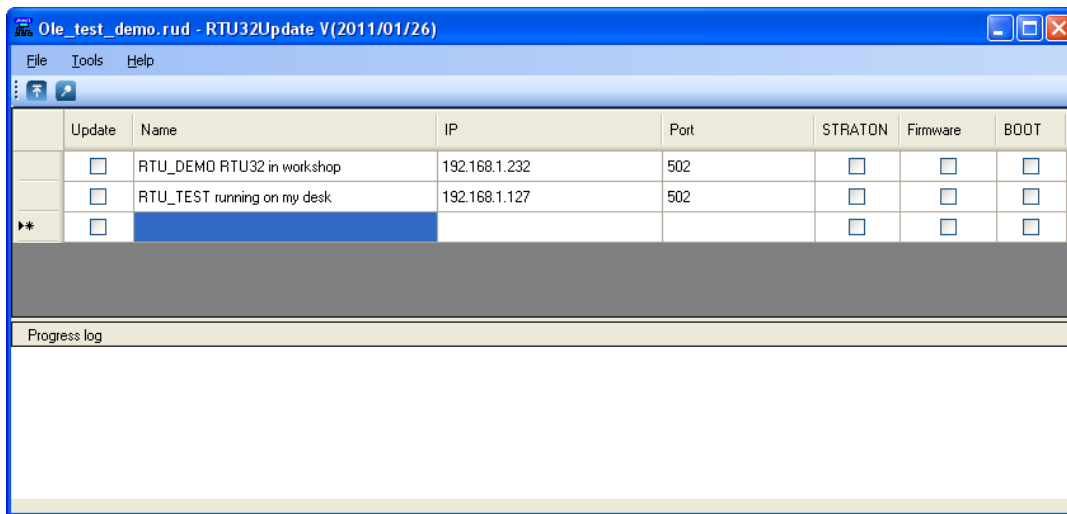 Ole_test_demo.rud - RTU32Update V(2011/01/26)
File Tools Help
Update Name IP Port STRATON Firmware BOOT
RTU_DEMO RTU32 in workshop 192.168.1.232 502
RTU_TEST running on my desk 192.168.1.127 502
Progress log